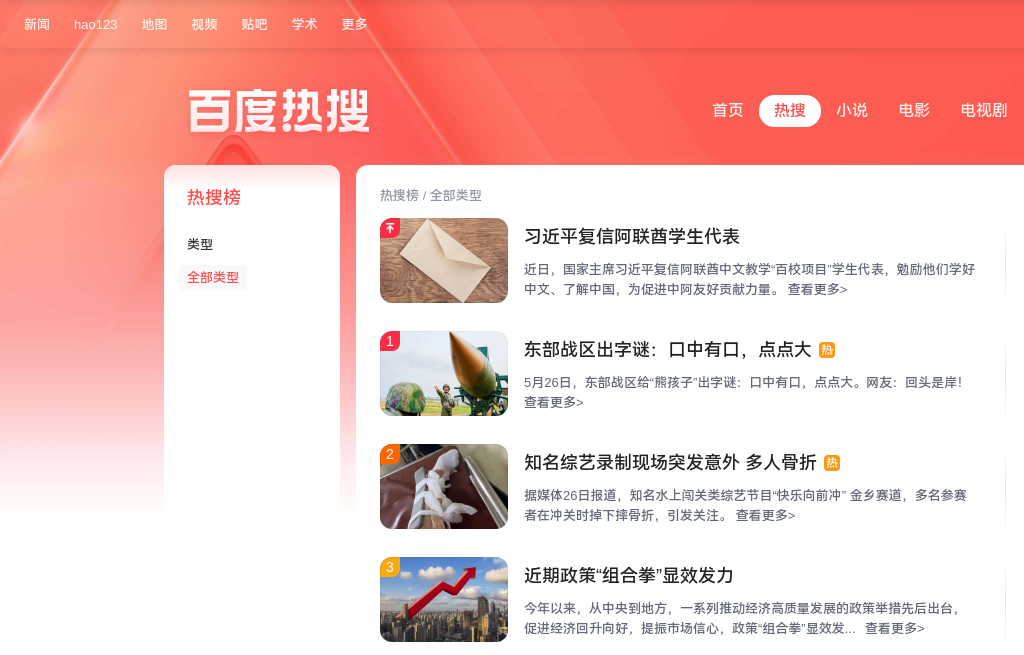 新闻 hao123 地图 视频 贴吧 学术 更多
百度热搜
首页 热搜 小说 电影 电视剧
热搜榜
类型
全部类型
热搜榜 / 全部类型
习近平复信阿联酋学生代表
近日，国家主席习近平复信阿联酋中文教学“百校项目”学生代表，勉励他们学好
中文、了解中国，为促进中阿友好贡献力量。 查看更多>
1
东部战区出字谜：口中有口，点点大 热
5月26日，东部战区给“熊孩子”出字谜：口中有口，点点大。网友：回头是岸！
查看更多>
2
知名综艺录制现场突发意外 多人骨折 热
据媒体26日报道，知名水上闯关类综艺节目“快乐向前冲” 金乡赛道，多名参赛
者在冲关时掉下摔骨折，引发关注。 查看更多>
3
近期政策“组合拳”显效发力
今年以来，从中央到地方，一系列推动经济高质量发展的政策举措先后出台，
促进经济回升向好，提振市场信心，政策“组合拳”显效发... 查看更多>